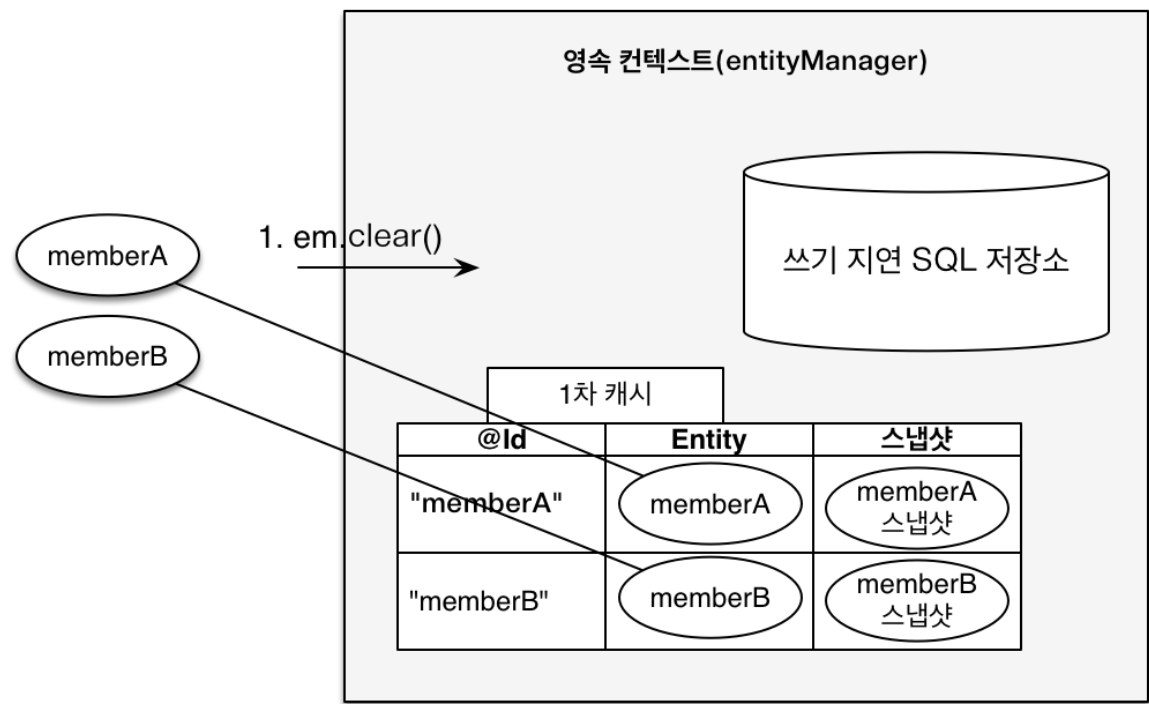 영속 컨텍스트(entityManager)
쓰기 지연 SQL 저장소
1. em.clear()
memberA
memberB
1차 캐시
@Id Entity 스냅샷
"memberA" memberA memberA
스냅샷
"memberB" memberB memberB
스냅샷